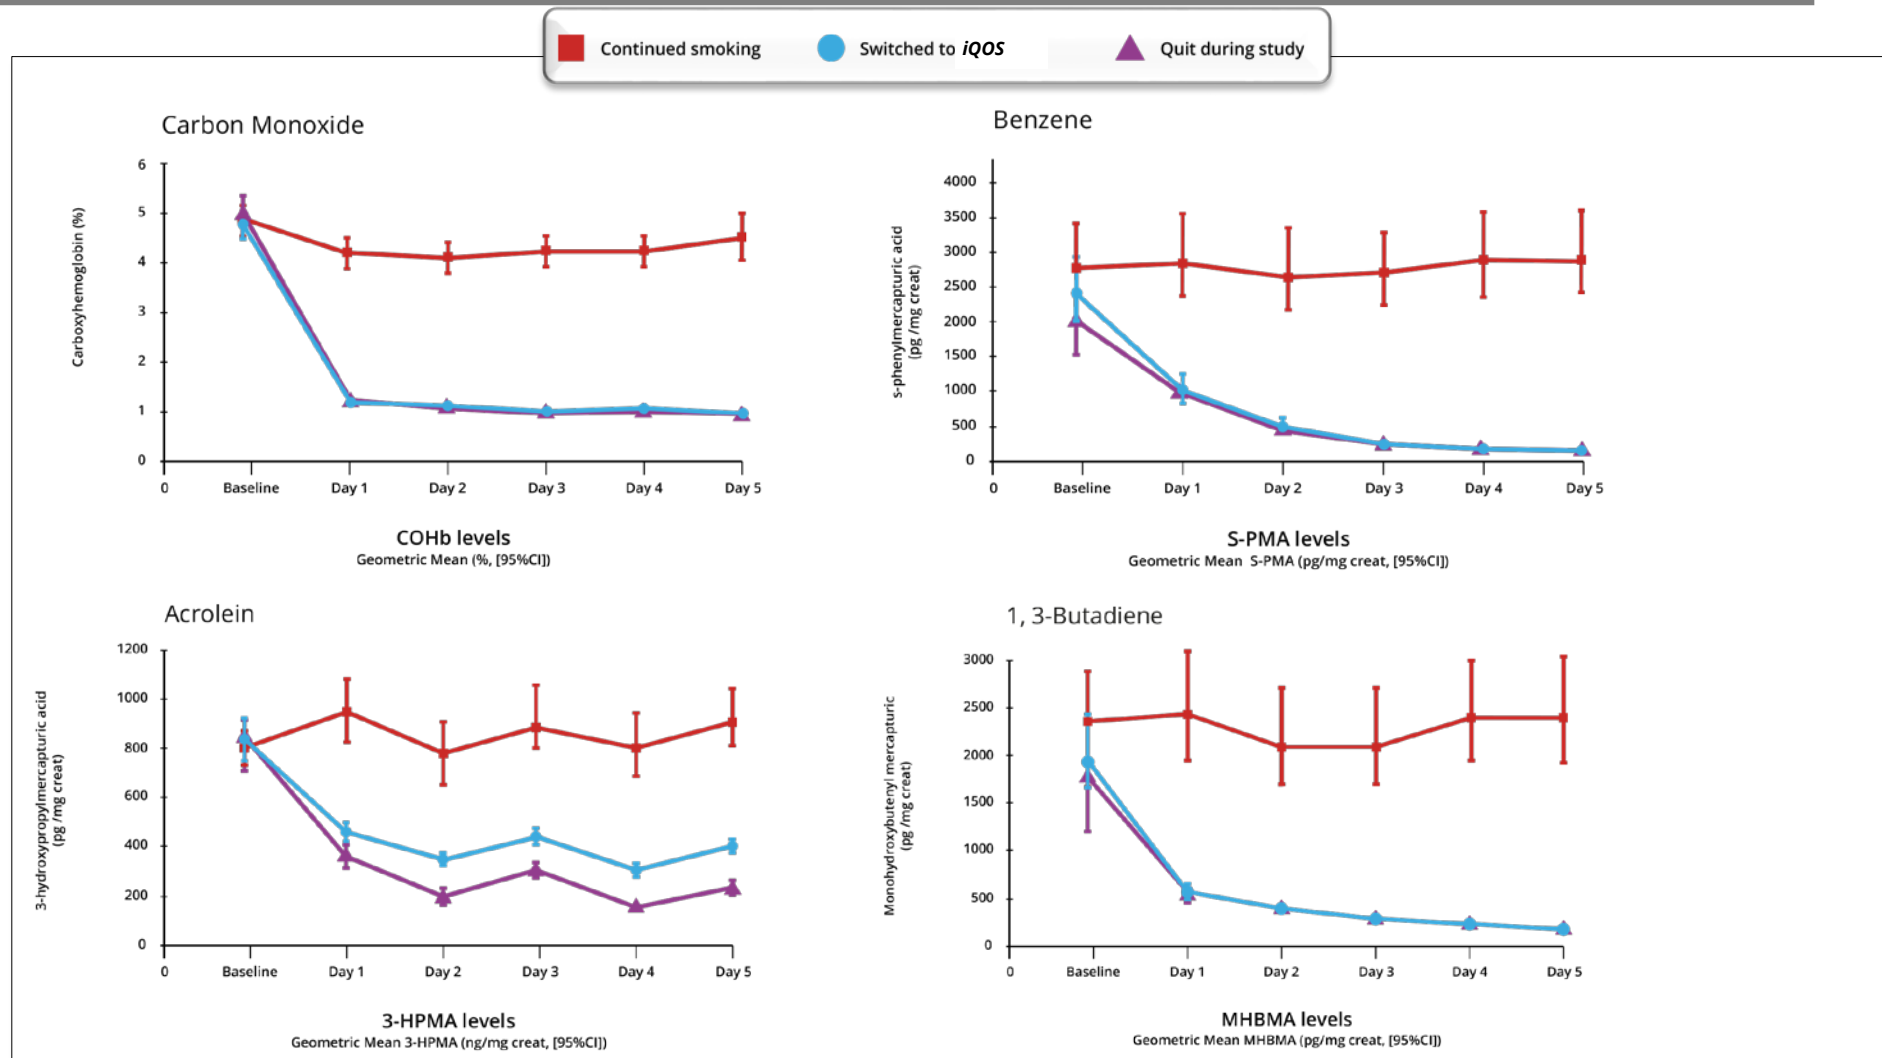 Continued smoking
Switched to iQOS
Quit during study
Carbon Monoxide
Carboxyhemoglobin (%)
6
5
4
3
2
1
0
0 Baseline Day 1 Day 2 Day 3 Day 4 Day 5
COHb levels
Geometric Mean (%, [95%CI])
Benzene
s-phenylmercapturic acid
(pg /mg creat)
4000
3500
3000
2500
2000
1500
1000
500
0
0 Baseline Day 1 Day 2 Day 3 Day 4 Day 5
S-PMA levels
Geometric Mean S-PMA (pg/mg creat, [95%CI])
Acrolein
3-hydroxypropylmercapturic acid
(pg /mg creat)
1200
1000
800
600
400
200
0
0 Baseline Day 1 Day 2 Day 3 Day 4 Day 5
3-HPMA levels
Geometric Mean 3-HPMA (ng/mg creat, [95%CI])
1, 3-Butadiene
Monohydroxybutenyl mercapturic
(pg /mg creat)
3000
2500
2000
1500
1000
500
0
0 Baseline Day 1 Day 2 Day 3 Day 4 Day 5
MHBMA levels
Geometric Mean MHBMA (pg/mg creat, [95%CI])